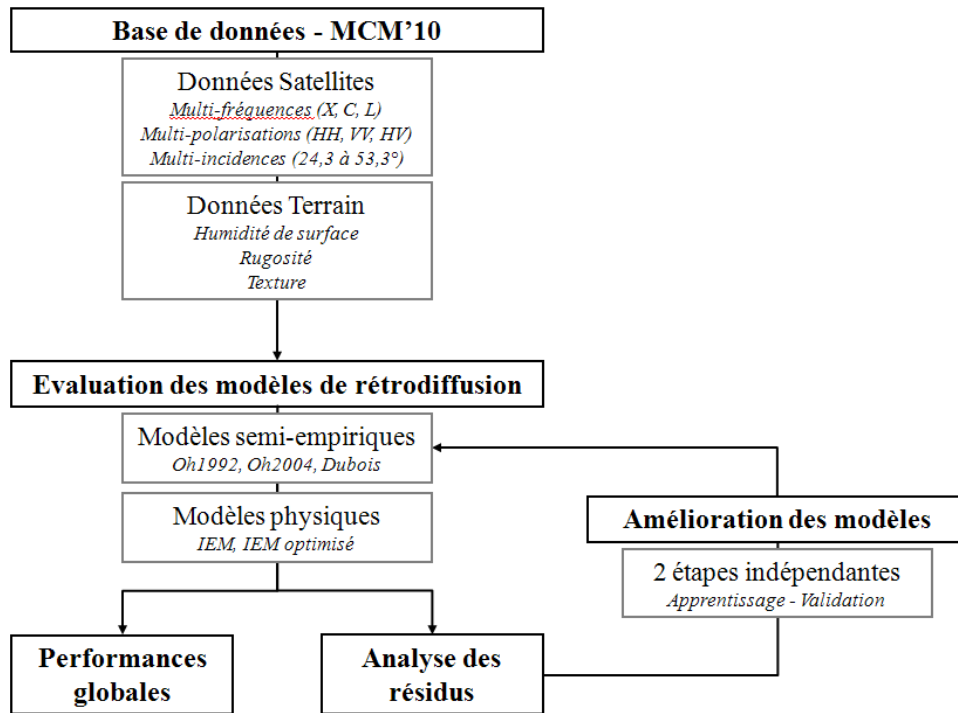 Base de données - MCM’10
Données Satellites
Multi-fréquences (X, C, L)
Multi-polarisations (HH, VV, HV)
Multi-incidences (24,3 à 53,3°)
Données Terrain
Humidité de surface
Rugosité
Texture
Evaluation des modèles de rétrodiffusion
Modèles semi-empiriques
Oh1992, Oh2004, Dubois
Modèles physiques
IEM, IEM optimisé
Amélioration des modèles
2 étapes indépendantes
Apprentissage - Validation
Performances
globales
Analyse des
résidus